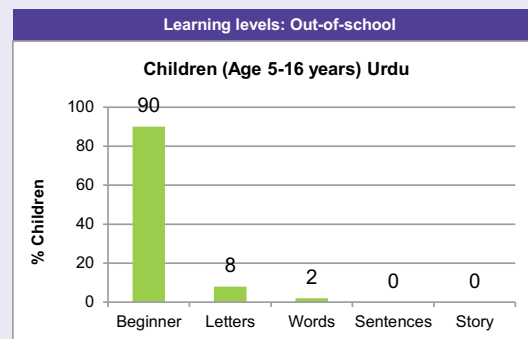 Learning levels: Out-of-school
Children (Age 5-16 years) Urdu
% Children
100
80
60
40
20
0
90
8
2
0
0
Beginner Letters Words Sentences Story